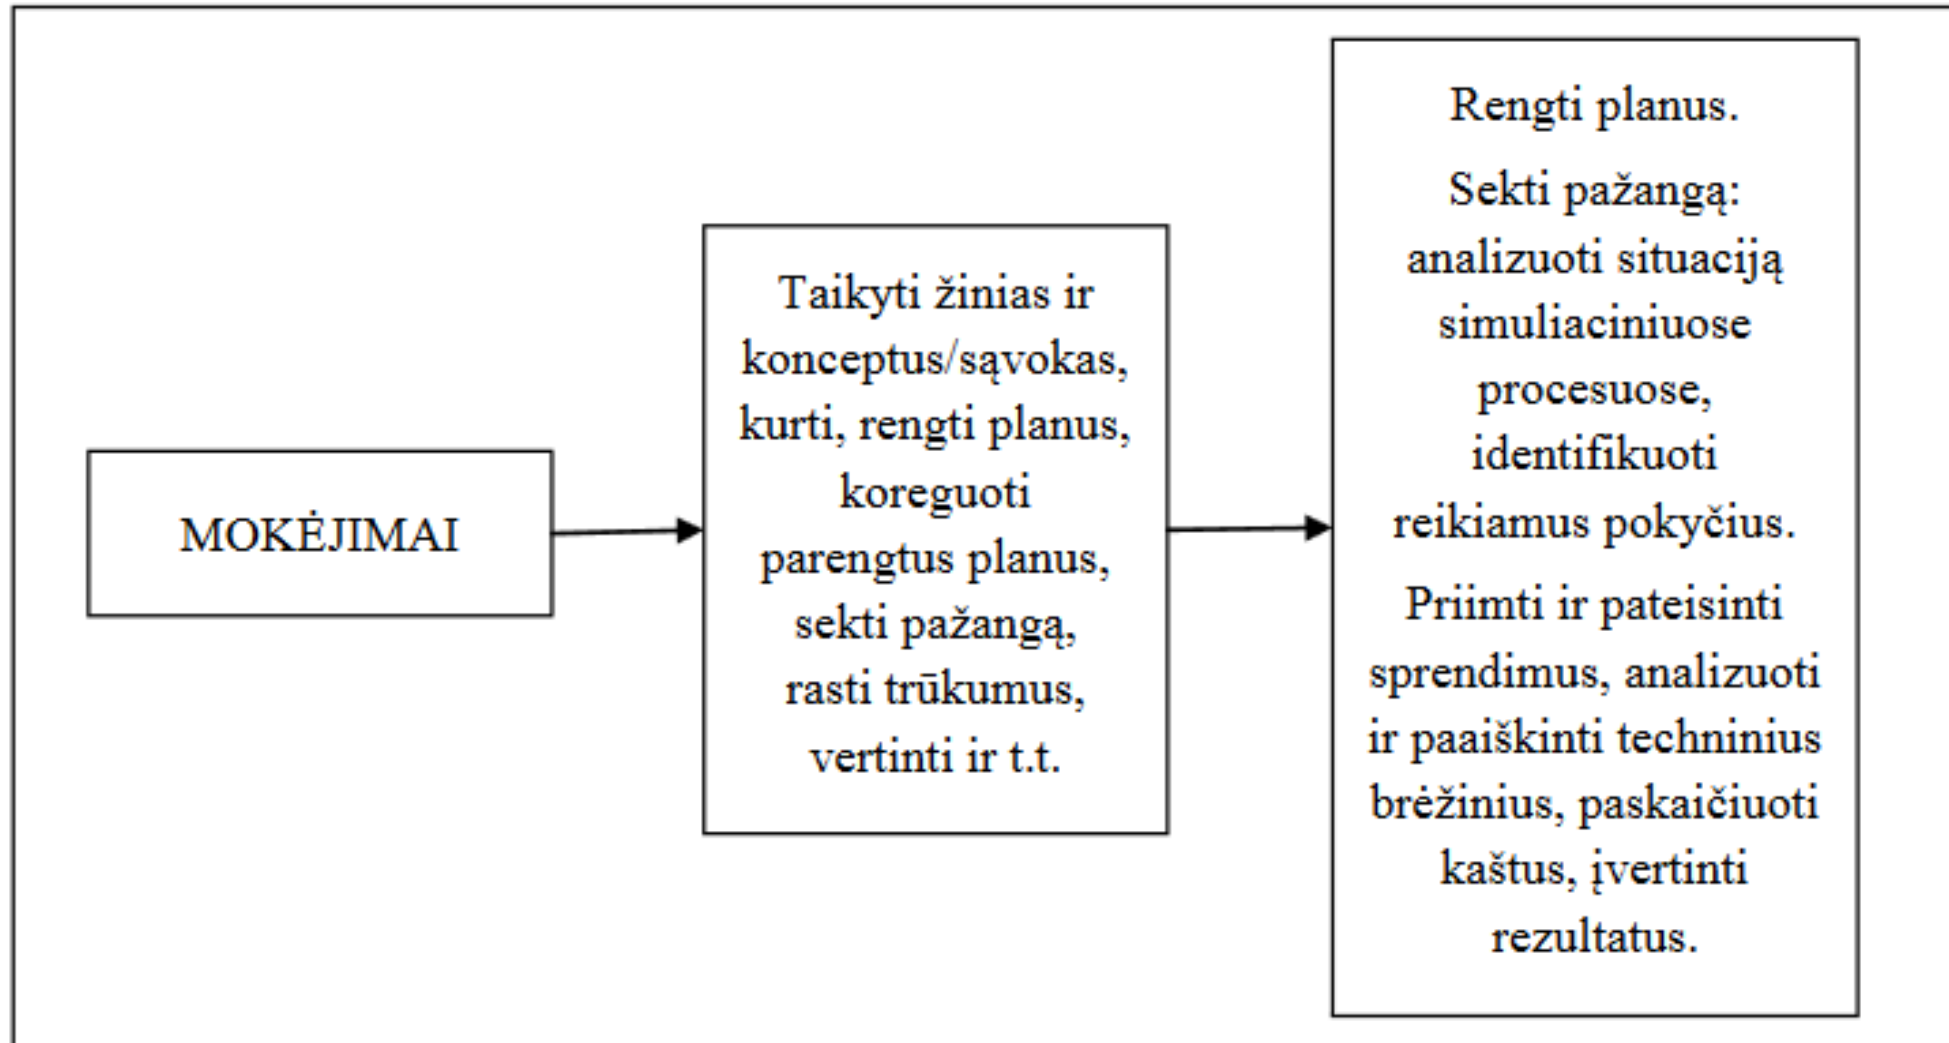 MOKĖJIMAI
Taikyti žinias ir
konceptus/sąvokas,
kurti, rengti planus,
koreguoti
parengtus planus,
sekti pažangą,
rasti trūkumus,
vertinti ir t.t.
Rengti planus.
Sekti pažangą:
analizuoti situaciją
simuliaciniuose
procesuose,
identifikuoti
reikiamus pokyčius.
Priimti ir pateisinti
sprendimus, analizuoti
ir paaiškinti techninius
brėžinius, paskaičiuoti
kaštus, įvertinti
rezultatus.